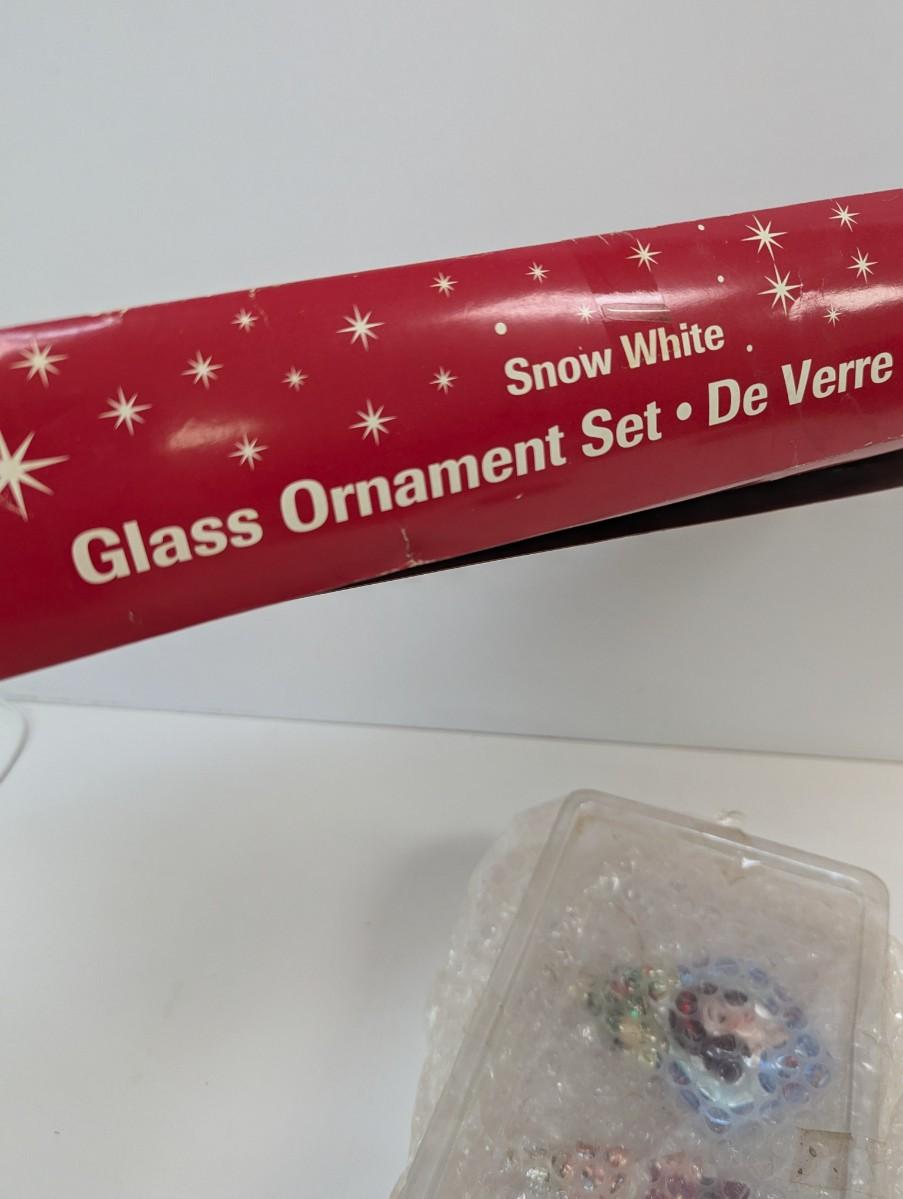 Snow White
Glass Ornament Set • De Verre